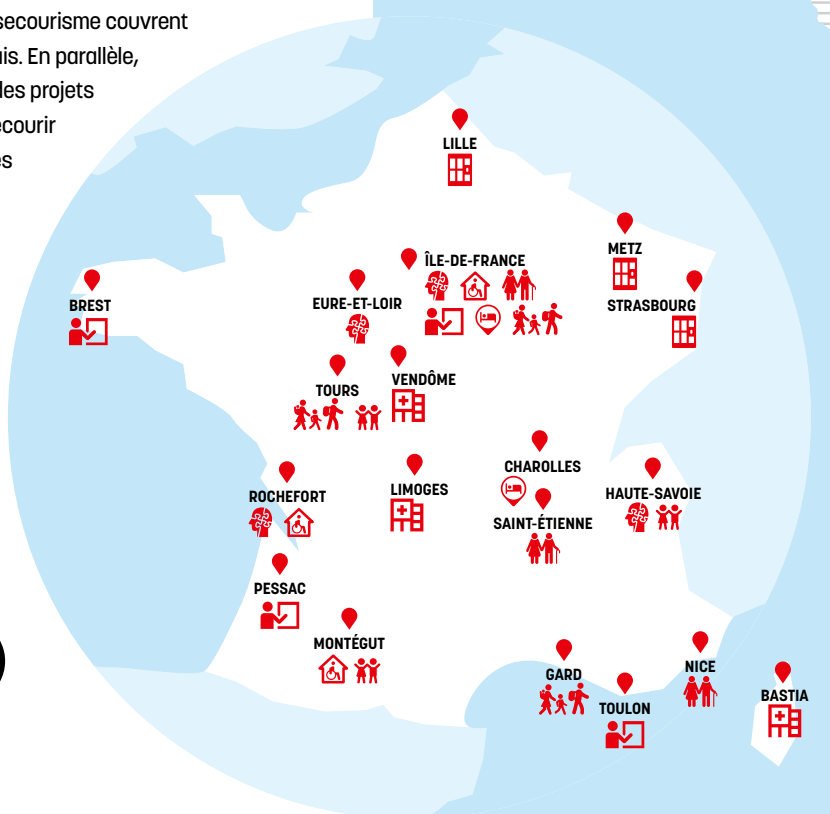 secourisme couvrent
is. En parallèle,
les projets
ecourir
es
LILLE
METZ
ÎLE-DE-FRANCE
BREST
EURE-ET-LOIR
STRASBOURG
TOURS
VENDÔME
CHAROLLES
ROCHEFORT
LIMOGES
HAUTE-SAVOIE
SAINT-ÉTIENNE
PESSAC
MONTÉGUT
GARD
NICE
TOULON
BASTIA